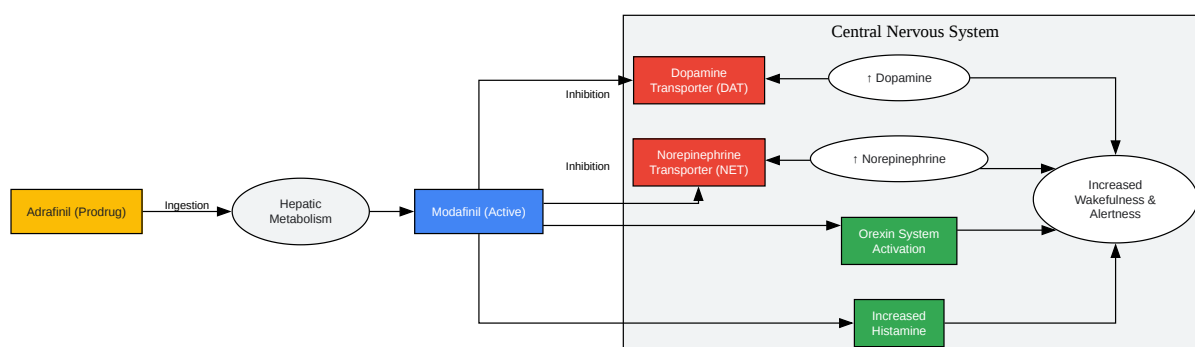 Central Nervous System
Dopamine
Transporter (DAT)
↑ Dopamine
Inhibition
Norepinephrine
Transporter (NET)
↑ Norepinephrine
Inhibition
Adrafinil (Prodrug)
Ingestion
Hepatic
Metabolism
Modafinil (Active)
Increased
Wakefulness &
Alertness
Orexin System
Activation
Increased
Histamine